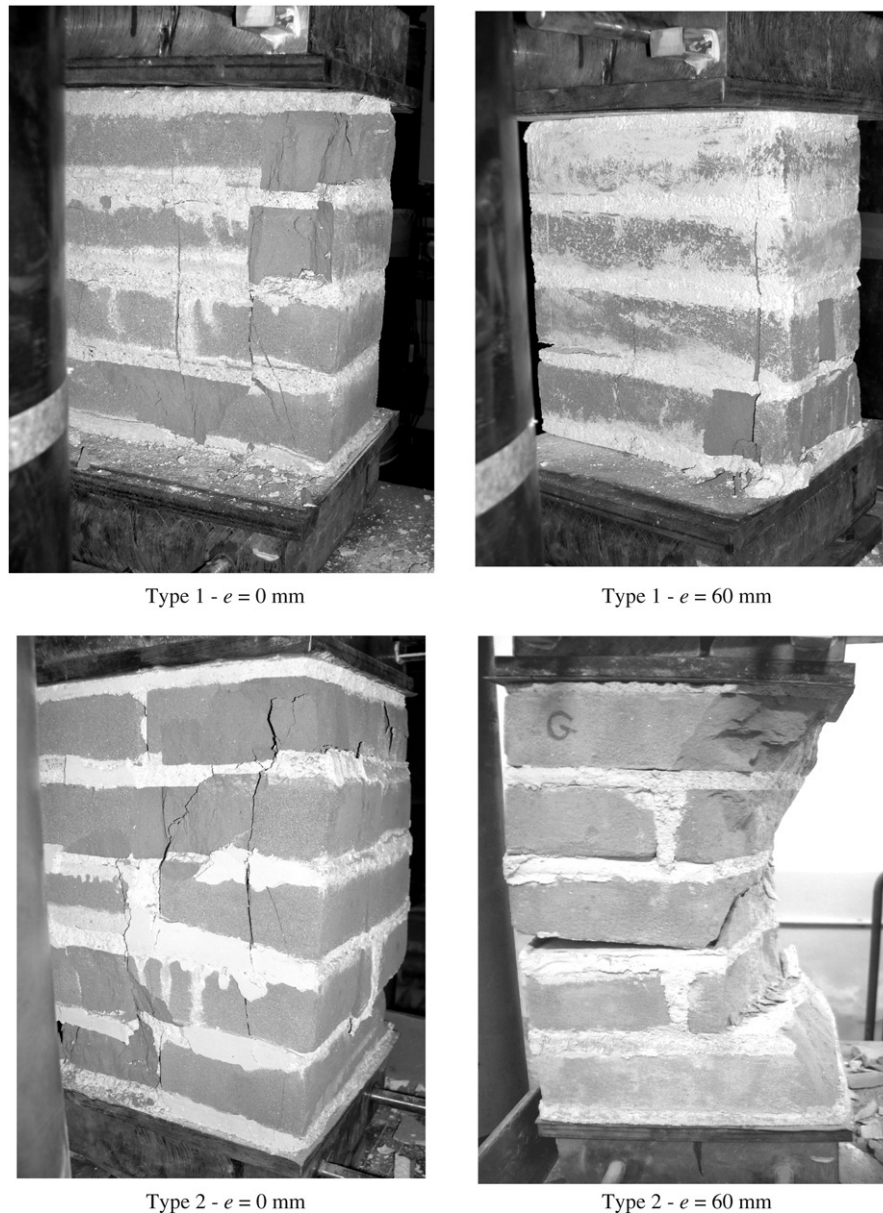 Type 1 - e = 0 mm
Type 1 - e = 60 mm
G
Type 2 - e = 0 mm
Type 2 - e = 60 mm